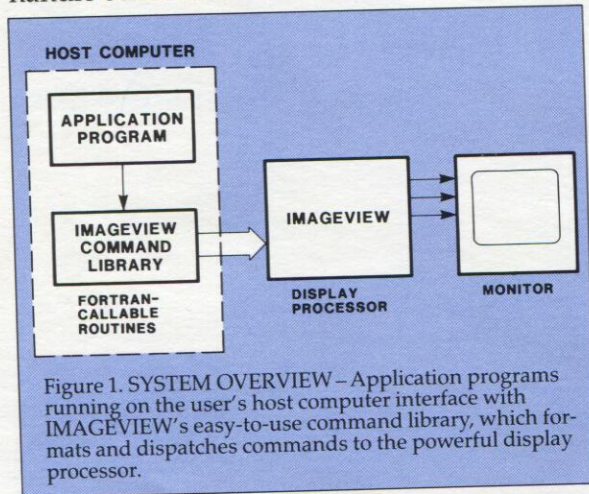 HOST COMPUTER
APPLICATION
PROGRAM
IMAGEVIEW
COMMAND
LIBRARY
FORTRAN-
CALLABLE
ROUTINES
IMAGEVIEW
DISPLAY
PROCESSOR
MONITOR
Figure 1. SYSTEM OVERVIEW – Application programs
running on the user's host computer interface with
IMAGEVIEW's easy-to-use command library, which for-
mats and dispatches commands to the powerful display
processor.